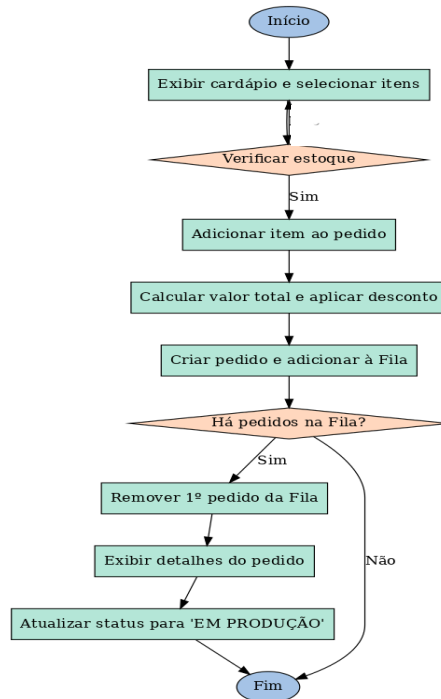 Início
Exibir cardápio e selecionar itens
Verificar estoque
Sim
Adicionar item ao pedido
Calcular valor total e aplicar desconto
Criar pedido e adicionar à Fila
Há pedidos na Fila?
Sim
Remover 1º pedido da Fila
Exibir detalhes do pedido
Não
Atualizar status para 'EM PRODUÇÃO'
Fim